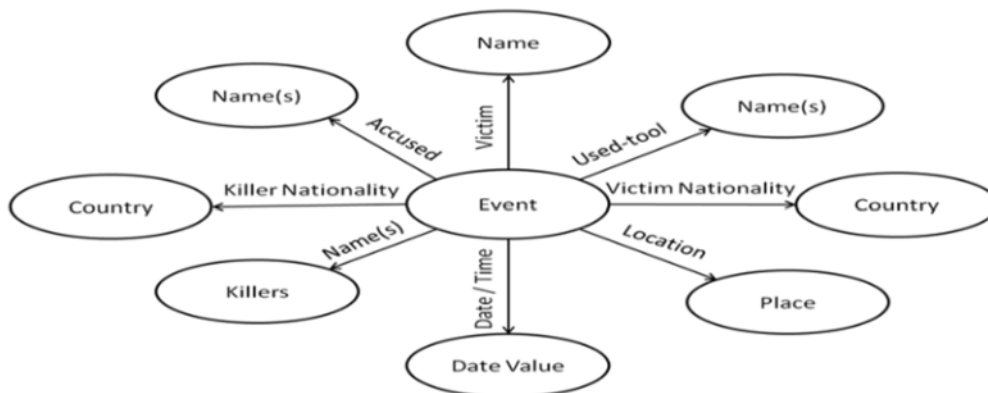 Name
Name(s)
Name(s)
Accused
Victim
Used-tool
Killer Nationality
Victim Nationality
Country
Event
Country
Name(s)
Location
Killers
Date / Time
Place
Date Value